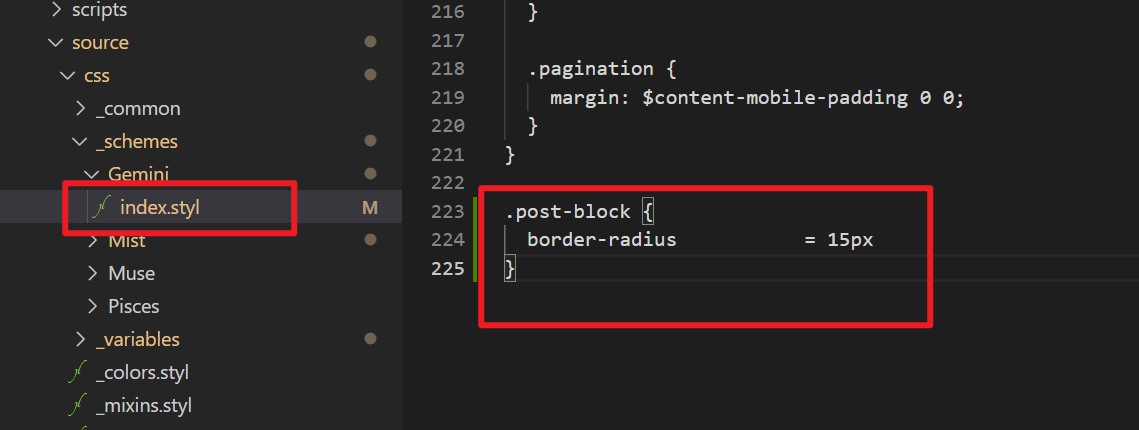 scripts
source
css
_common
_schemes
Gemini
index.styl M
Mist
Muse
Pisces
_variables
_colors.styl
_mixins.styl
216 }
217
218 .pagination {
219 margin: $content-mobile-padding 0 0;
220 }
221 }
222
223 .post-block {
224 border-radius = 15px
225 }